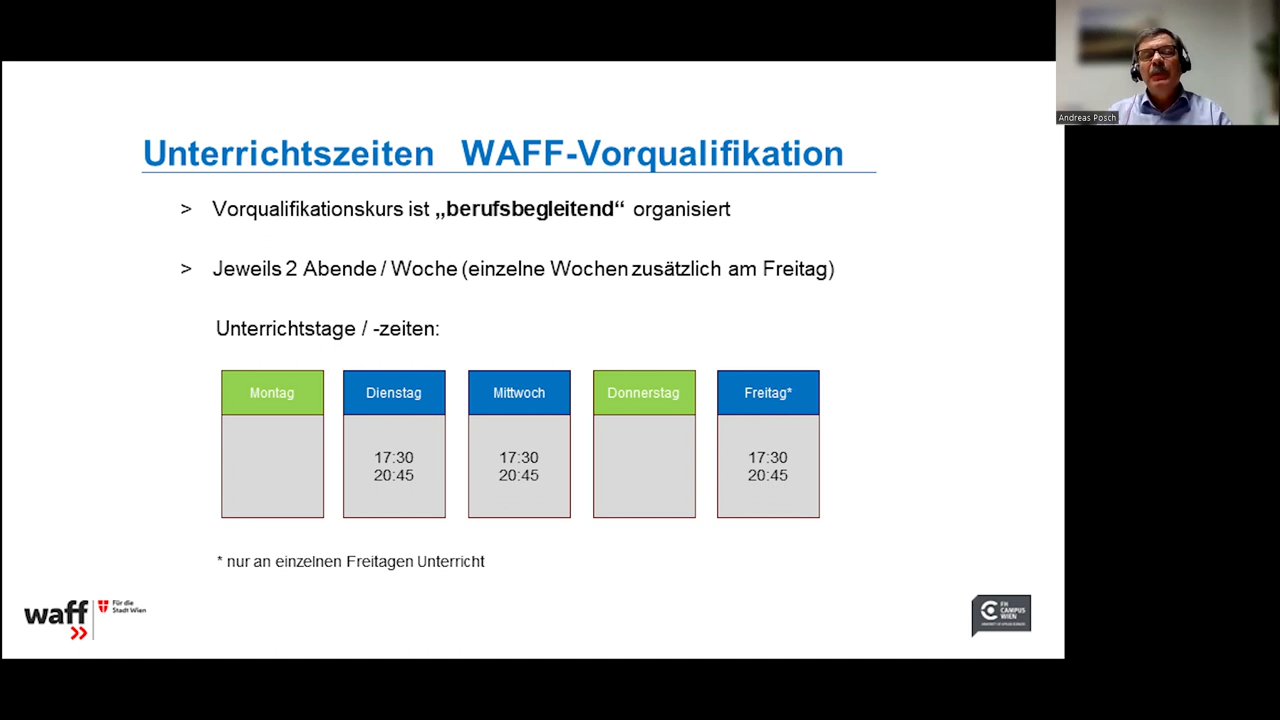 Andreas Posch
Unterrichtszeiten WAFF-Vorqualifikation
> Vorqualifikationskurs ist „berufsbegleitend“ organisiert
> Jeweils 2 Abende / Woche (einzelne Wochen zusätzlich am Freitag)
Unterrichtstage / -zeiten:
Montag Dienstag Mittwoch Donnerstag Freitag*
17:30 17:30 17:30
20:45 20:45 20:45
* nur an einzelnen Freitagen Unterricht
waff
Für die
Stadt Wien
FH
CAMPUS
WIEN